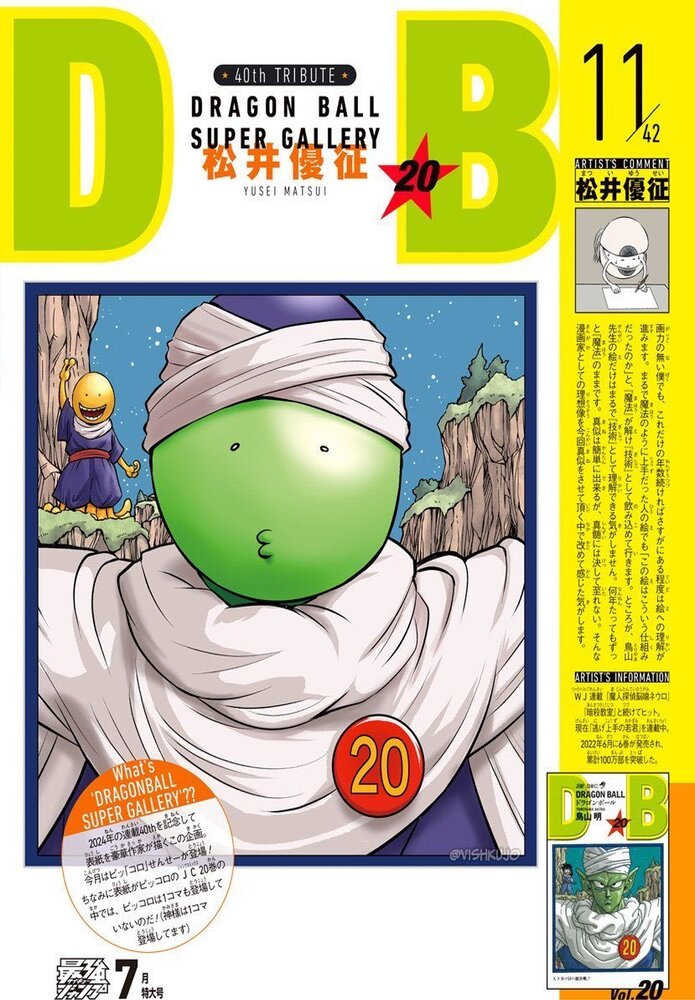 D B
★ 40th TRIBUTE ★
DRAGON BALL
SUPER GALLERY
松井優征
YUSEI MATSUI
20
11/42
ARTIST'S COMMENT
まつ い ゆう せい
松井優征
画力の無い僕でも、これだけの年数続ければさすがにある程度は絵への理解が
進みます。まるで魔法のように上手だった人の絵でも「この絵はこういう仕組み
だったのか」と、「魔法」が解け「技術」として飲み込めて行きます。ところが、鳥山
先生の絵だけはまるで「技術」として理解できる気がしません。何年たってもずっ
と「魔法」のままです。真似は簡単に出来るが、真髄には決して至れない。そんな
漫画家としての理想像を今回真似をさせて頂く中で改めて感じた気がします。
ARTIST'S INFORMATION
WJ連載「魔人探偵脳噛ネウロ」
「暗殺教室」と続けてヒット。
現在「逃げ上手の若君」を連載中。
2022年6月に6巻が発売され、
累計100万部を突破した。
20
What's
'DRAGONBALL
SUPER GALLERY'??
2024年の連載40thを記念して
表紙を豪華作家が描くこの企画。
今月はピッ「コロ」せんせーが登場!
ちなみに表紙がピッコロのJC20巻の
中では、ピッコロは1コマも登場して
いないのだ!(神様は1コマ
登場してます)
@VISHKUJO
最強ジャンプ
7月
特大号
JUMP COMICS
D B
DRAGON BALL
ドラゴンボール
鳥山明
20
20
Vol.20